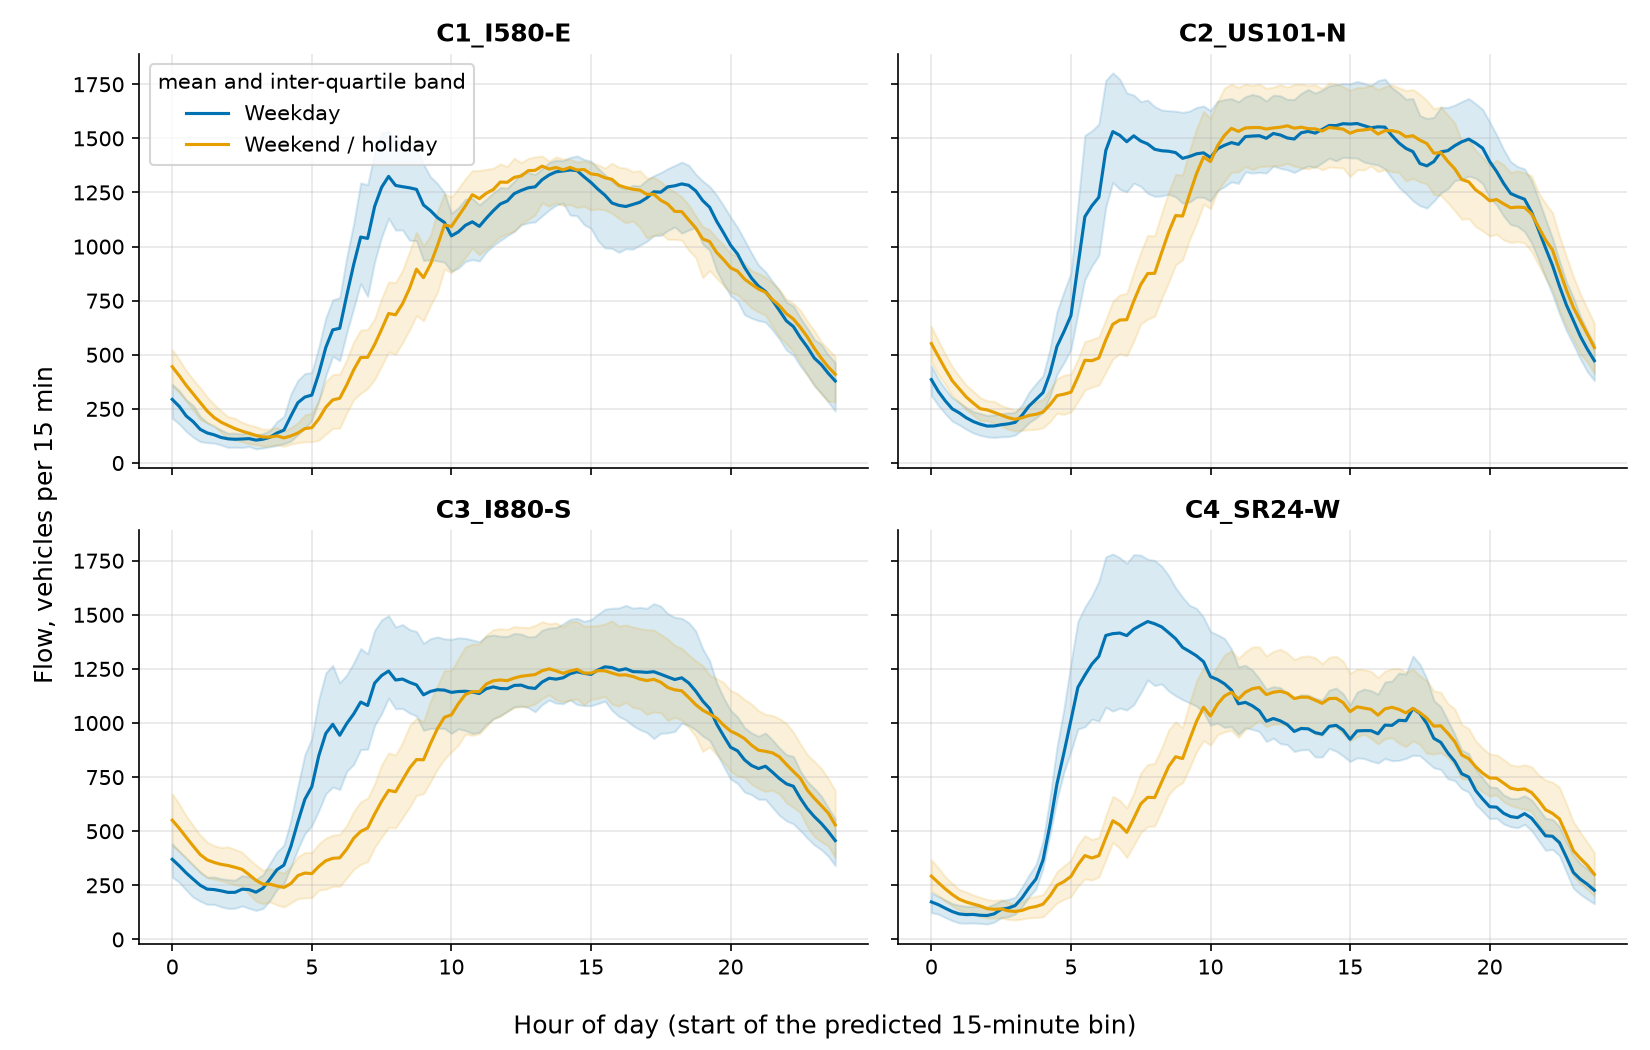 C1_I580-E
C2_US101-N
mean and inter-quartile band
Weekday
Weekend / holiday
1750
1500
1250
1000
750
500
250
0
C3_I880-S
C4_SR24-W
1750
1500
1250
1000
750
500
250
0
0 5 10 15 20
0 5 10 15 20
Flow, vehicles per 15 min
Hour of day (start of the predicted 15-minute bin)